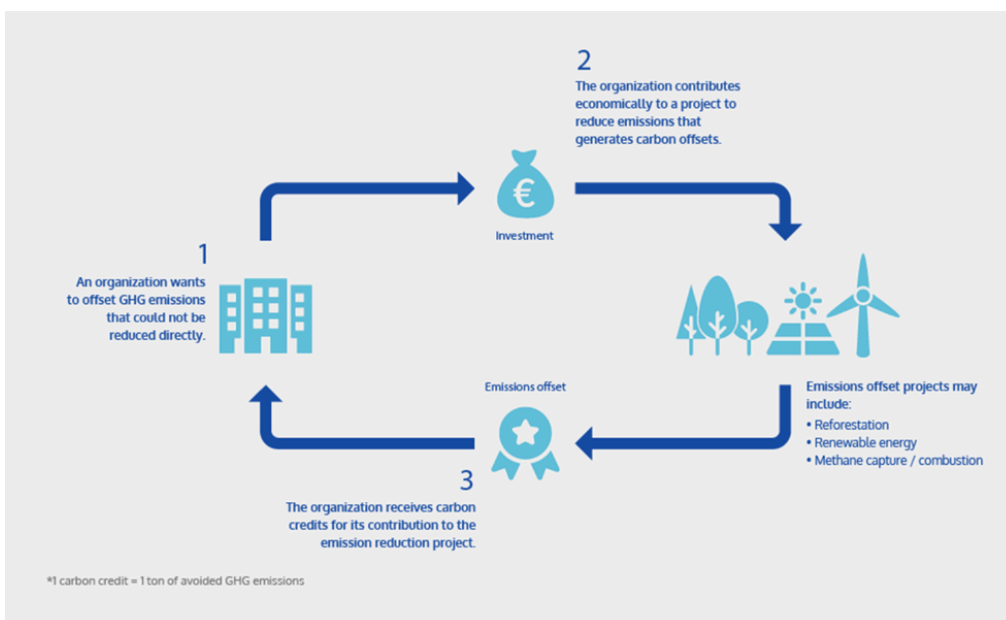 2
The organization contributes
economically to a project to
reduce emissions that
generates carbon offsets.
€
Investment
1
An organization wants
to offset GHG emissions
that could not be
reduced directly.
Emissions offset
Emissions offset projects may
include:
• Reforestation
• Renewable energy
• Methane capture / combustion
3
The organization receives carbon
credits for its contribution to the
emission reduction project.
*1 carbon credit = 1 ton of avoided GHG emissions